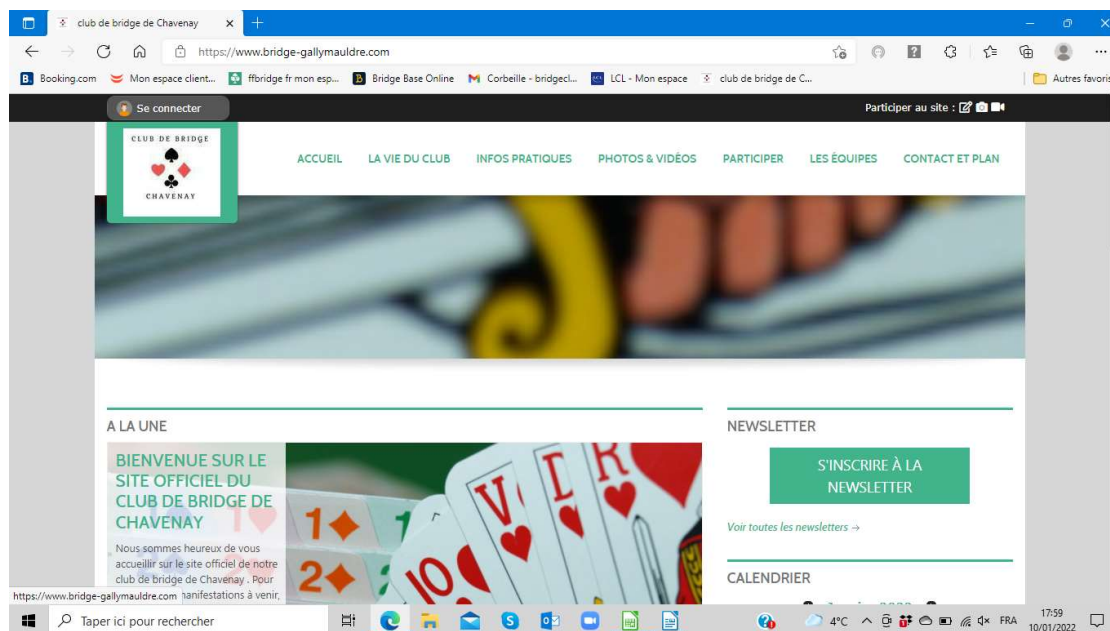 club de bridge de Chavenay
https://www.bridge-gallymauldre.com
B. Booking.com
Mon espace client...
ffbridge fr mon esp...
Bridge Base Online
Corbeille - bridgecl...
LCL - Mon espace
club de bridge de C...
Autres favoris
Se connecter
Participer au site :
CLUB DE BRIDGE
CHAVENAY
ACCUEIL
LA VIE DU CLUB
INFOS PRATIQUES
PHOTOS & VIDÉOS
PARTICIPER
LES ÉQUIPES
CONTACT ET PLAN
A LA UNE
BIENVENUE SUR LE
SITE OFFICIEL DU
CLUB DE BRIDGE DE
CHAVENAY
Nous sommes heureux de vous
accueillir sur le site officiel de notre
club de bridge de Chavenay . Pour
manifestations à venir,
1♦
2♦
10
V
D
R
NEWSLETTER
S'INSCRIRE À LA
NEWSLETTER
Voir toutes les newsletters →
CALENDRIER
https://www.bridge-gallymauldre.com
Taper ici pour rechercher
4°C
FRA
17:59
10/01/2022